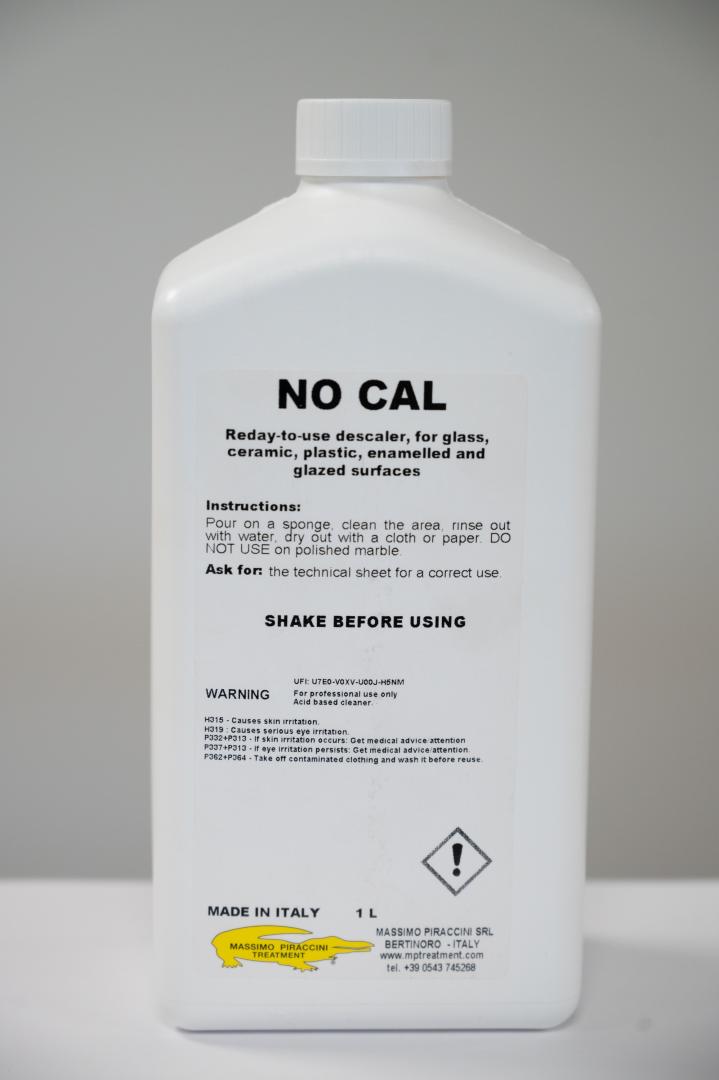 NO CAL
Reday-to-use descaler, for glass,
ceramic, plastic, enamelled and
glazed surfaces
Instructions:
Pour on a sponge, clean the area, rinse out
with water, dry out with a cloth or paper. DO
NOT USE on polished marble.
Ask for: the technical sheet for a correct use.
SHAKE BEFORE USING
UFI: U7E0-V0XV-U00J-H5NM
WARNING
For professional use only
Acid based cleaner.
H315 - Causes skin irritation.
H319 : Causes serious eye irritation.
P332+P313 - If skin irritation occurs: Get medical advice/attention
P337+P313 - If eye irritation persists: Get medical advice/attention.
P362+P364 - Take off contaminated clothing and wash it before reuse.
MADE IN ITALY 1 L
MASSIMO PIRACCINI
TREATMENT
MASSIMO PIRACCINI SRL
BERTINORO - ITALY
www.mptreatment.com
tel. +39 0543 745268